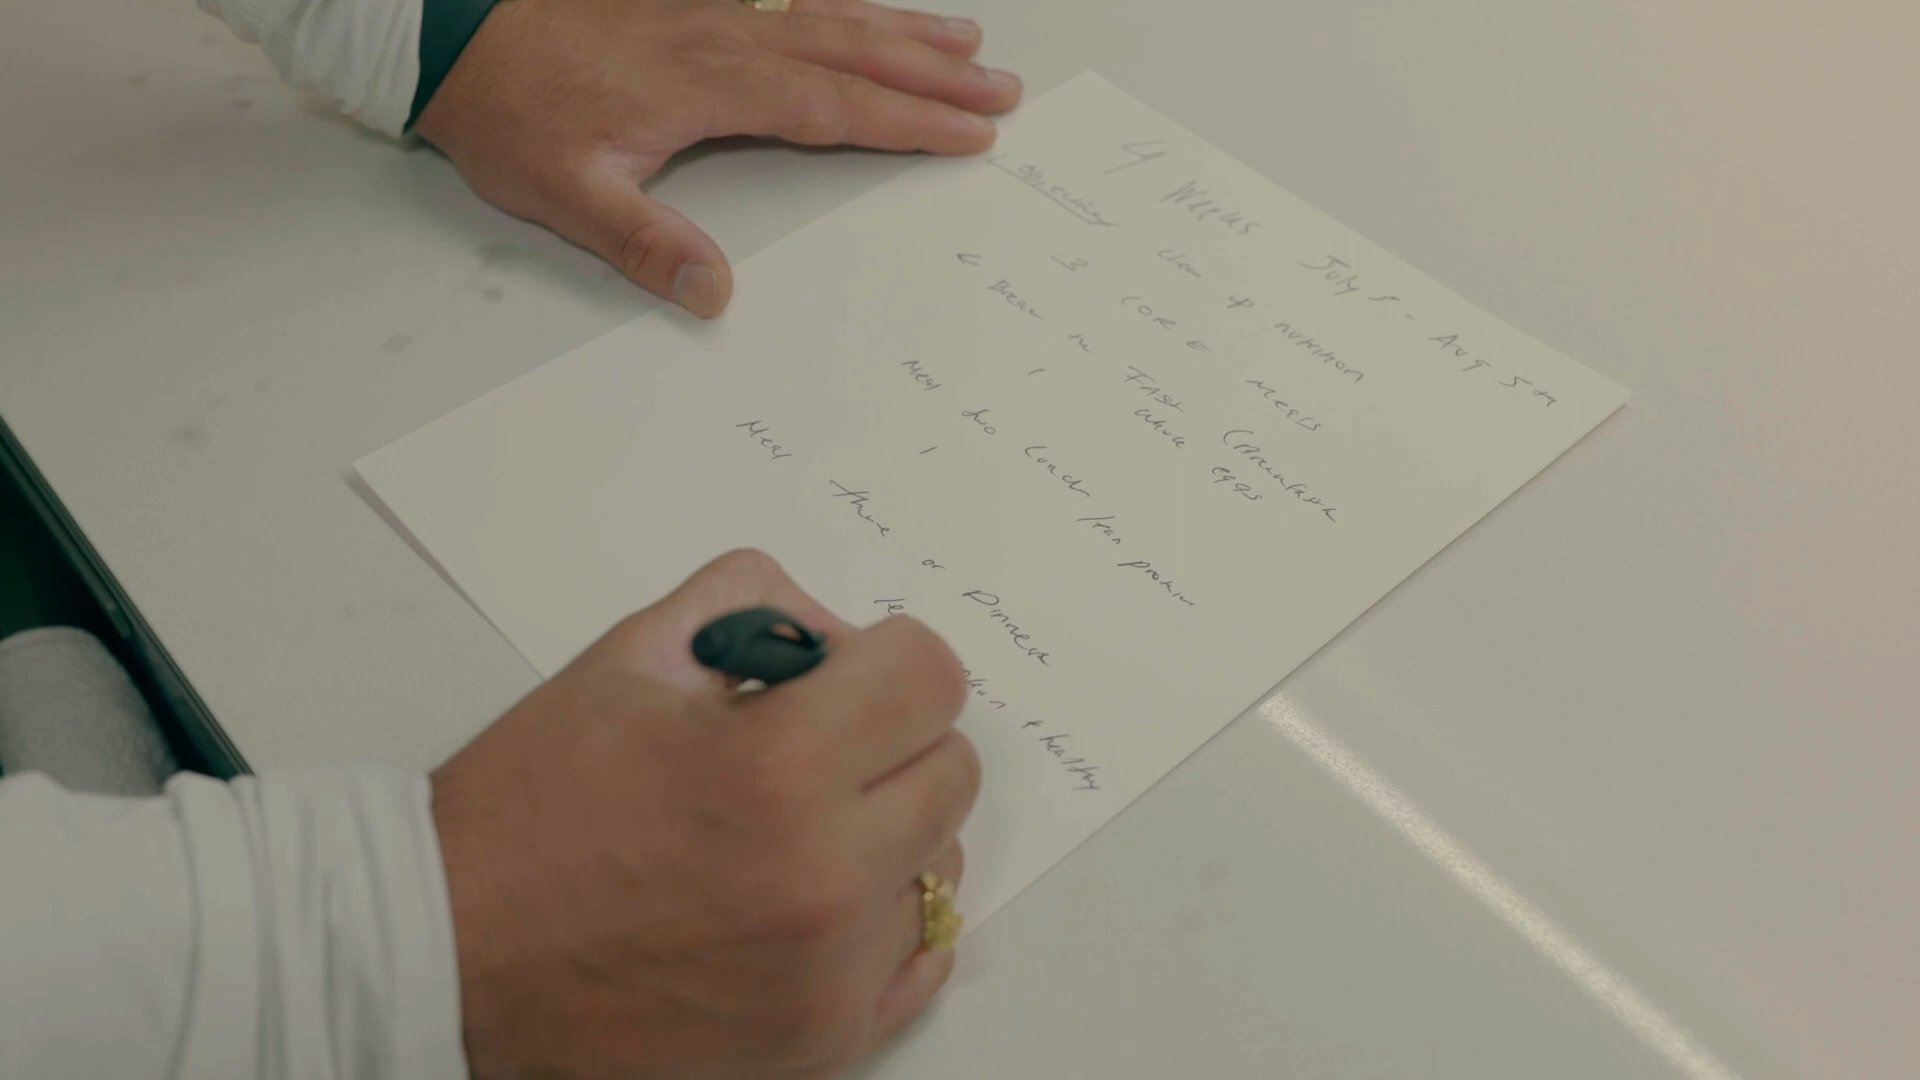 4 Weeks July 5 - Aug 5th
Clean up nutrition
3 CORE Meals
Break the FAST (Breakfast
1 Whole eggs
Meal two Lunch lean protein
1
Meal three or Dinner
+ healthy